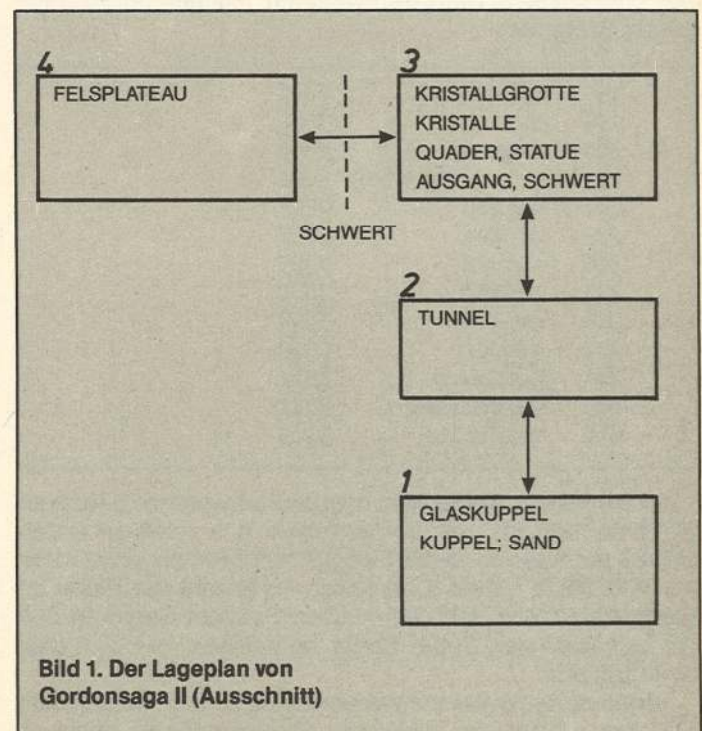 4
FELSPLATEAU
SCHWERT
3
KRISTALLGROTTE
KRISTALLE
QUADER, STATUE
AUSGANG, SCHWERT
2
TUNNEL
1
GLASKUPPEL
KUPPEL; SAND
Bild 1. Der Lageplan von
Gordonsaga II (Ausschnitt)